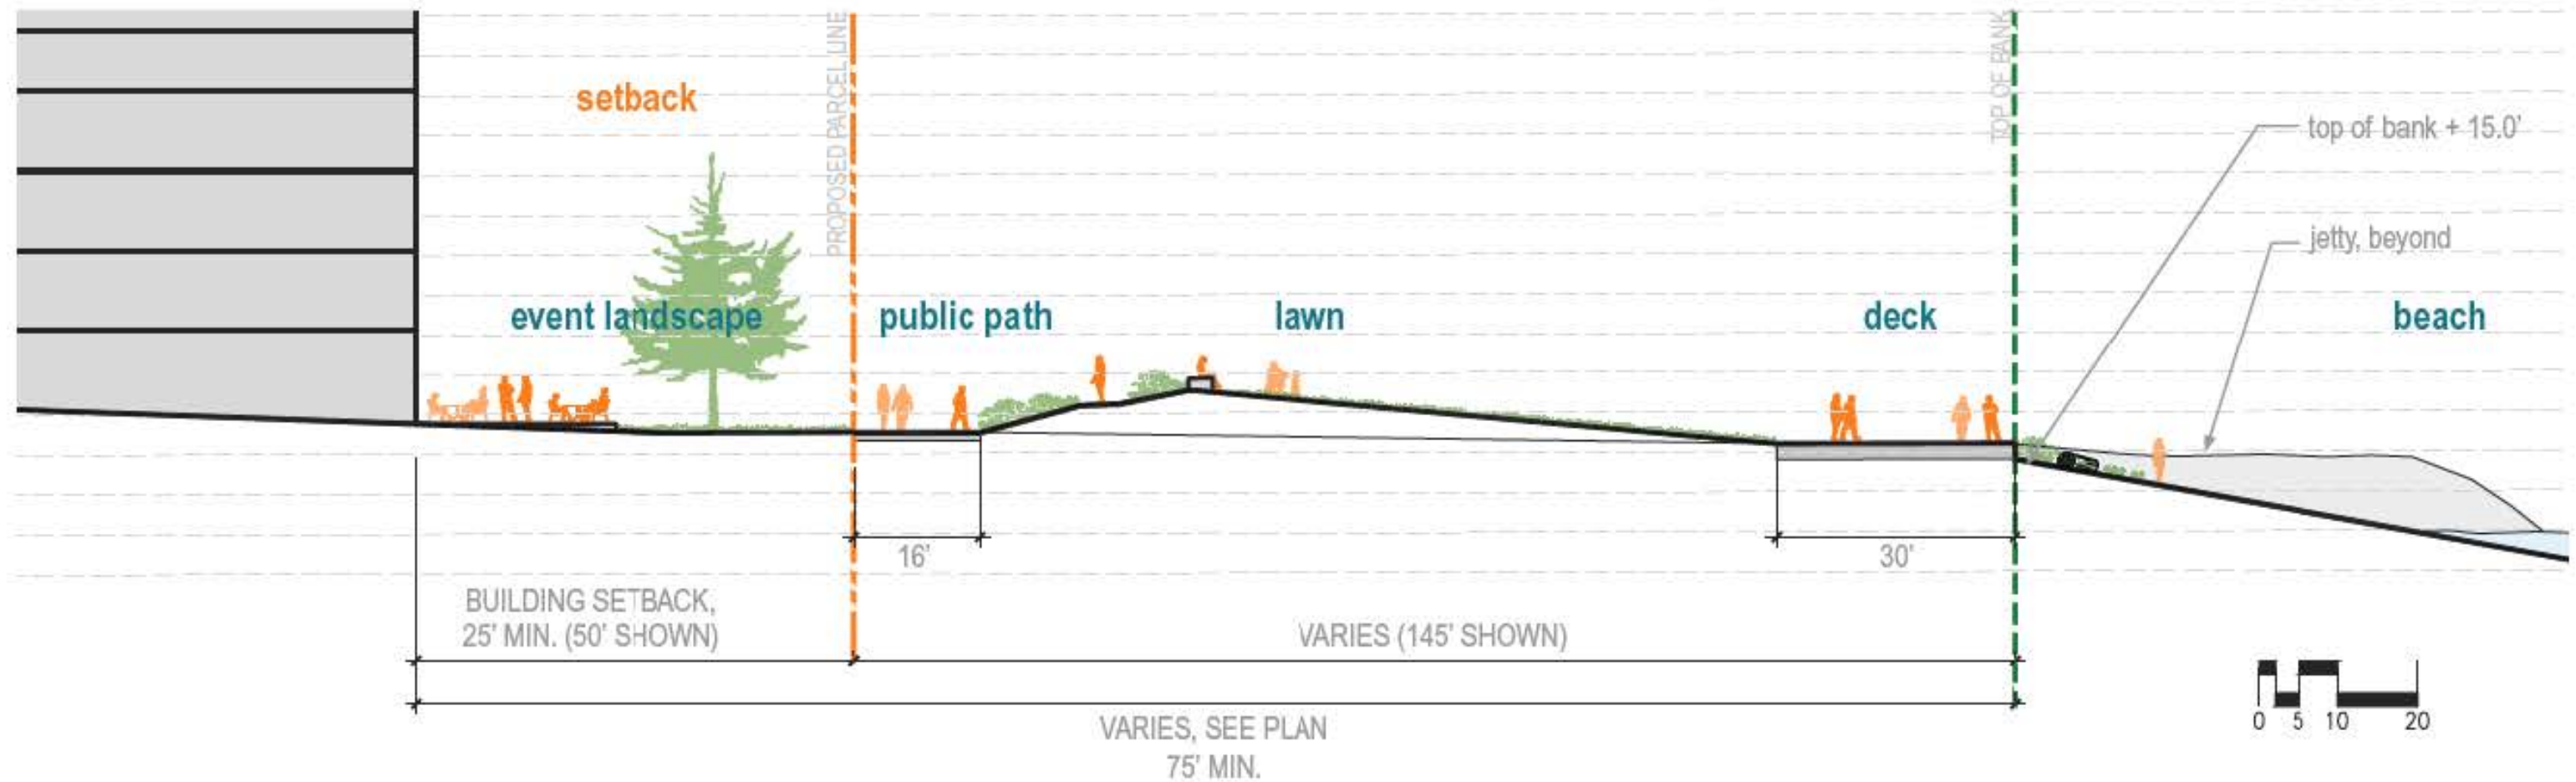 PROPOSED PARCEL LINE
TOP OF BANK
setback
top of bank + 15.0'
jetty, beyond
event landscape
public path
lawn
deck
beach
16'
30'
BUILDING SETBACK,
25' MIN. (50' SHOWN)
VARIES (145' SHOWN)
VARIES, SEE PLAN
75' MIN.
0 5 10 20